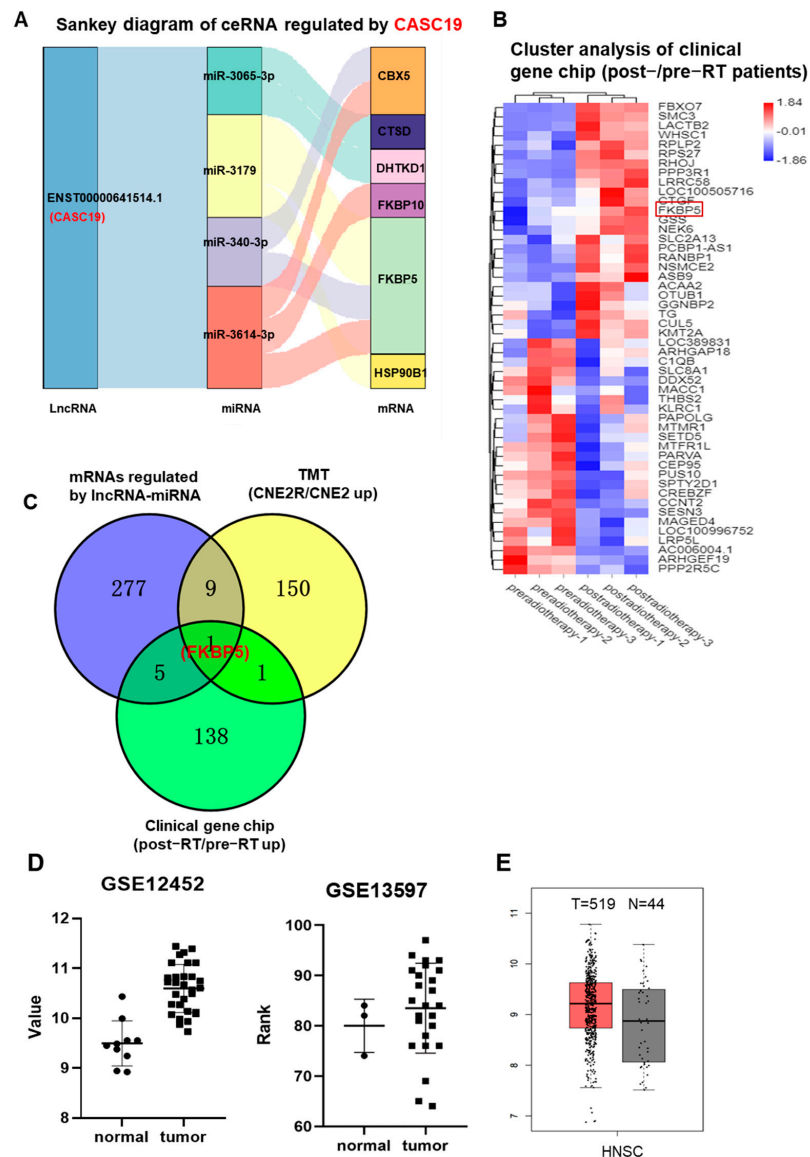 A
Sankey diagram of ceRNA regulated by CASC19
ENST00000641514.1
(CASC19)
miR-3065-3p
miR-3179
miR-340-3p
miR-3614-3p
CBX5
CTSD
DHTKD1
FKBP10
FKBP5
HSP90B1
LncRNA
miRNA
mRNA
B
Cluster analysis of clinical
gene chip (post-/pre-RT patients)
1.84
-0.01
-1.86
FBXO7
SMC3
LACTB2
WHSC1
RPLP2
RPS27
RHOJ
PPP3R1
LRRC58
LOC100505716
CTGF
FKBP5
GSS
NEK6
SLC2A13
PCBP1-AS1
RANBP1
NSMCE2
ASB9
ACAA2
OTUB1
GGNBP2
TG
CUL5
KMT2A
LOC389831
ARHGAP18
C1QB
SLC8A1
DDX52
MACC1
THBS2
KLRC1
PAPOLG
MTMR1
SETD5
MTFR1L
PARVA
CEP95
PUS10
SPTY2D1
CREBZF
CCNT2
SESN3
MAGED4
LOC100996752
LRP5L
AC006004.1
ARHGEF19
PPP2R5C
preradiotherapy-1
preradiotherapy-2
preradiotherapy-3
postradiotherapy-1
postradiotherapy-2
postradiotherapy-3
C
mRNAs regulated
by lncRNA-miRNA
TMT
(CNE2R/CNE2 up)
277
9
150
1
(FKBP5)
5
1
138
Clinical gene chip
(post-RT/pre-RT up)
D
GSE12452
Value
12
11
10
9
8
normal
tumor
GSE13597
Rank
100
90
80
70
60
normal
tumor
E
T=519 N=44
11
10
9
8
7
HNSC